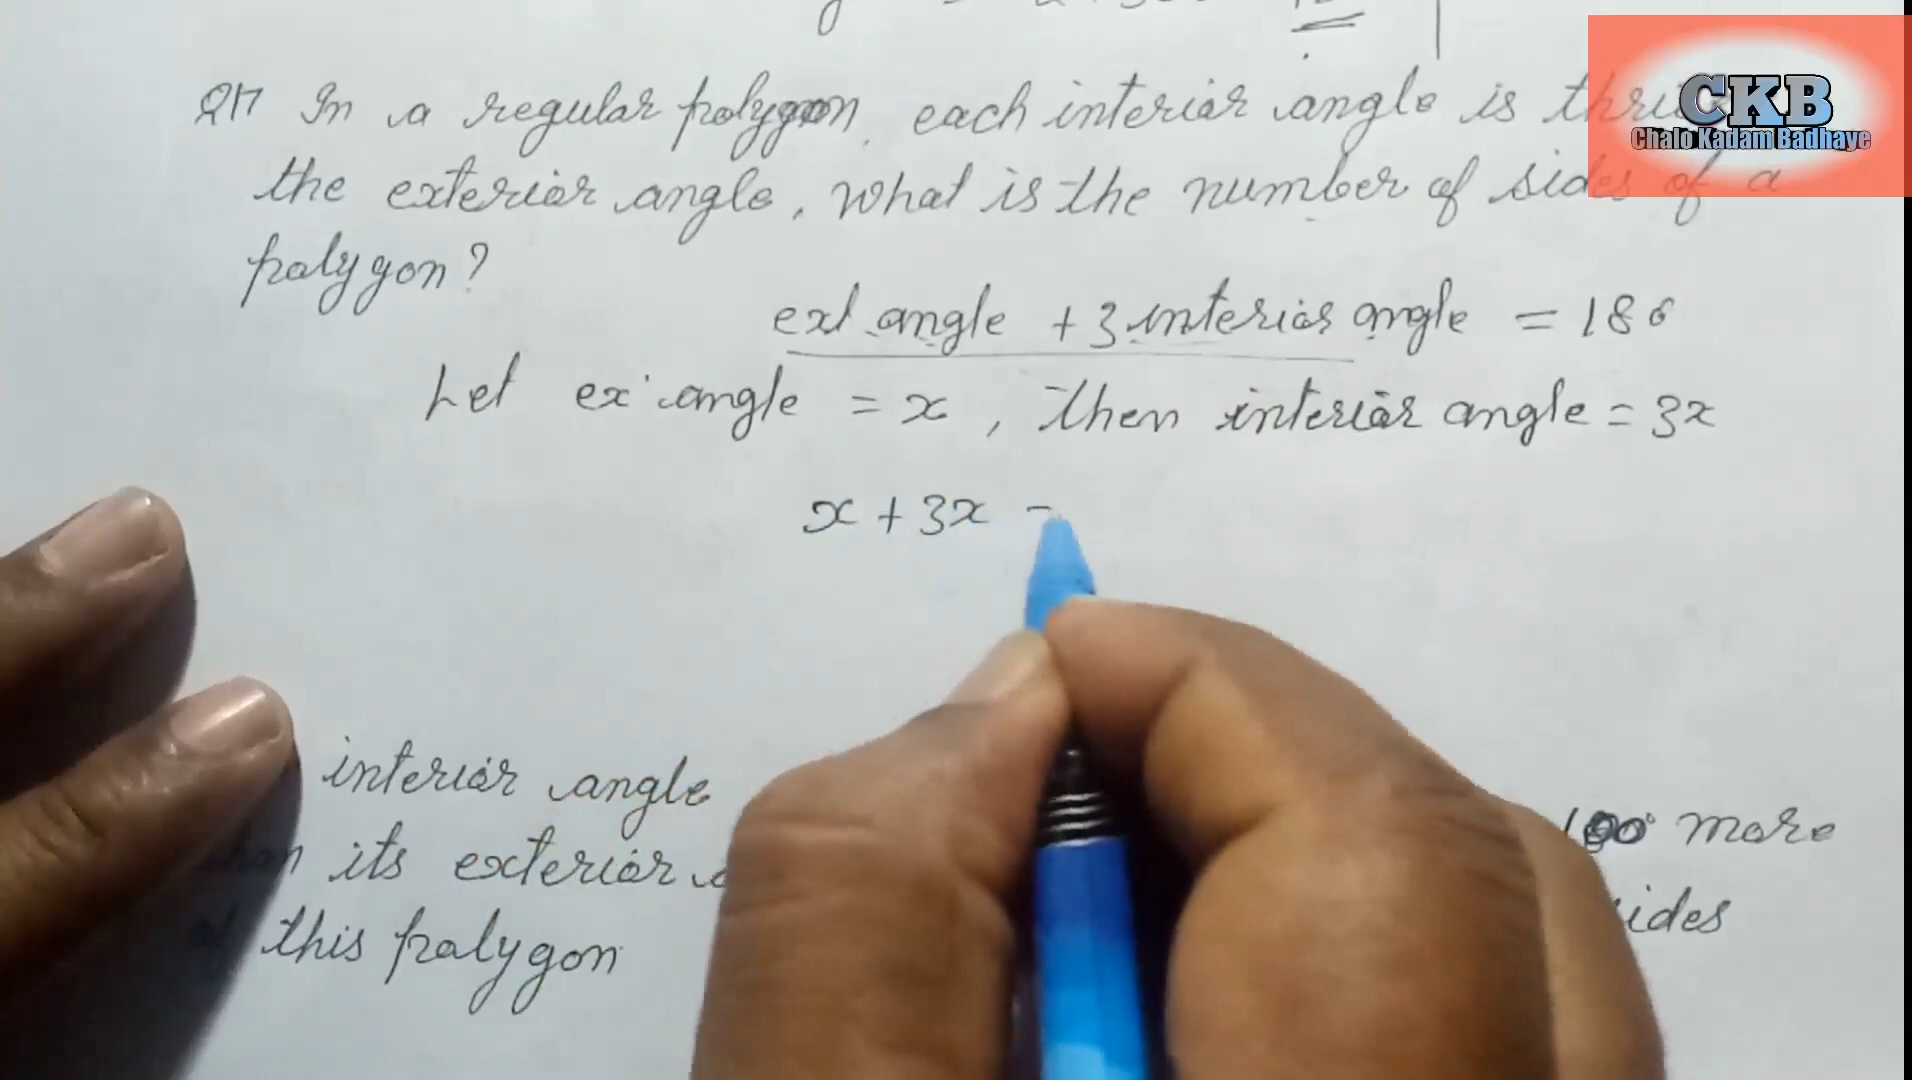 Q17 In a regular polygon, each interior angle is thrice
the exterior angle, what is the number of sides of a
polygon?
ext angle + 3 interior angle = 180
Let ex. angle = x, then interior angle = 3x
x + 3x =
interior angle 100° more
than its exterior
of this polygon sides
CKB
Chalo Kadam Badhaye